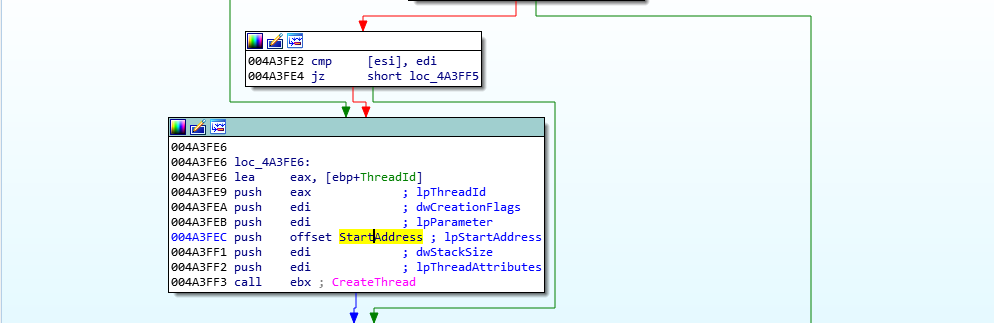 004A3FE2 cmp [esi], edi
004A3FE4 jz short loc_4A3FF5
004A3FE6
004A3FE6 loc_4A3FE6:
004A3FE6 lea eax, [ebp+ThreadId]
004A3FE9 push eax ; lpThreadId
004A3FEA push edi ; dwCreationFlags
004A3FEB push edi ; lpParameter
004A3FEC push offset StartAddress ; lpStartAddress
004A3FF1 push edi ; dwStackSize
004A3FF2 push edi ; lpThreadAttributes
004A3FF3 call ebx ; CreateThread